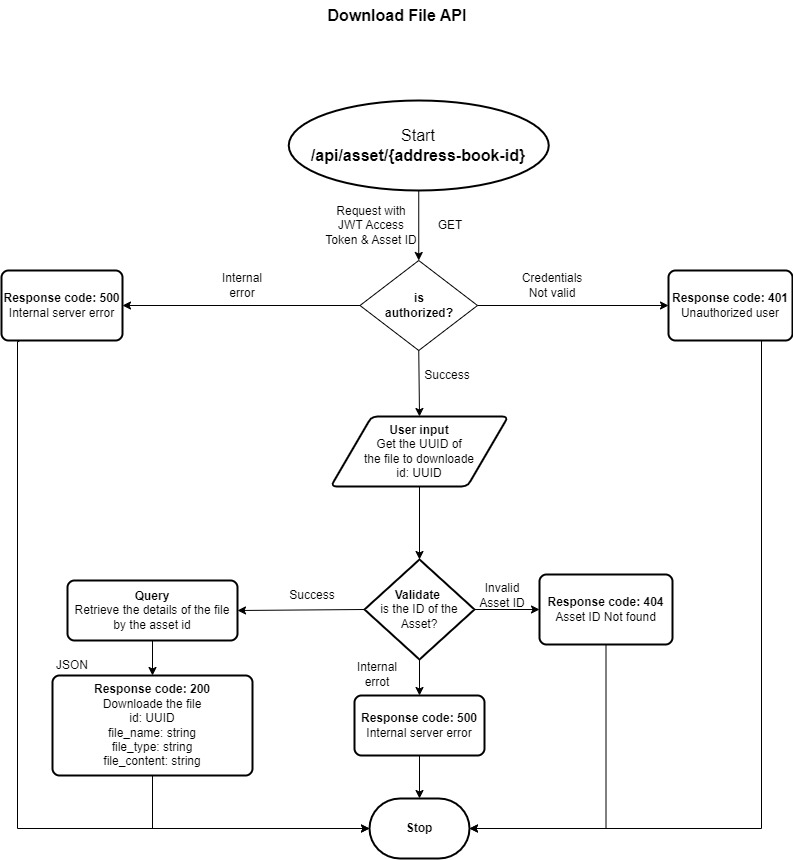 Download File API
Start
/api/asset/{address-book-id}
Request with
JWT Access
Token & Asset ID
GET
Internal
error
Credentials
Not valid
Response code: 500
Internal server error
is
authorized?
Response code: 401
Unauthorized user
Success
User input
Get the UUID of
the file to downloade
id: UUID
Success
Invalid
Asset ID
Query
Retrieve the details of the file
by the asset id
Validate
is the ID of the
Asset?
Response code: 404
Asset ID Not found
JSON
Internal
errot
Response code: 200
Downloade the file
id: UUID
file_name: string
file_type: string
file_content: string
Response code: 500
Internal server error
Stop